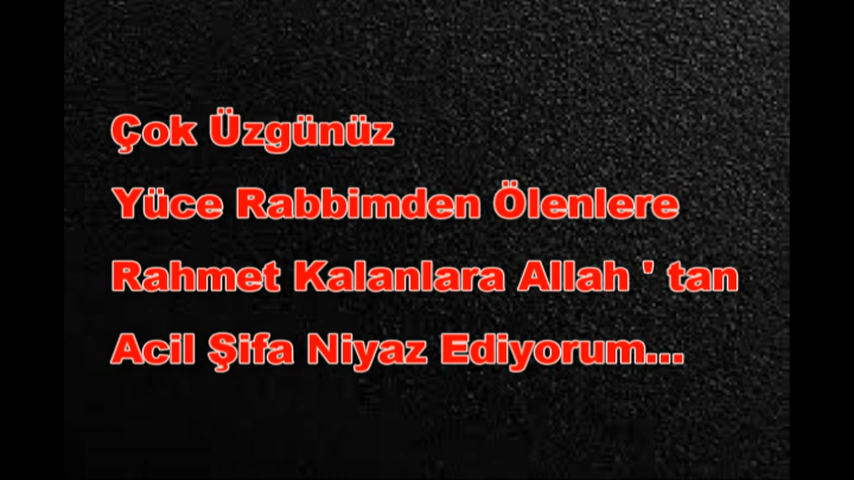 Çok Üzgünüz
Yüce Rabbimden Ölenlere
Rahmet Kalanlara Allah ' tan
Acil Şifa Niyaz Ediyorum...